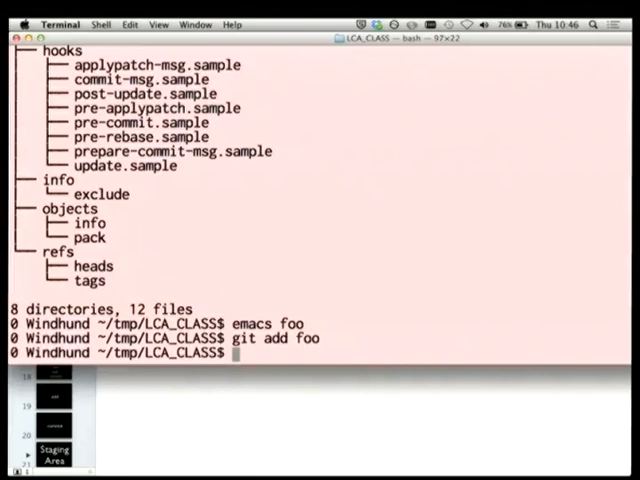 Terminal Shell Edit View Window Help 76% Thu 10:46
LCA_CLASS — bash — 97×22
├── hooks
│   ├── applypatch-msg.sample
│   ├── commit-msg.sample
│   ├── post-update.sample
│   ├── pre-applypatch.sample
│   ├── pre-commit.sample
│   ├── pre-rebase.sample
│   ├── prepare-commit-msg.sample
│   └── update.sample
├── info
│   └── exclude
├── objects
│   ├── info
│   └── pack
└── refs
    ├── heads
    └── tags
8 directories, 12 files
0 Windhund ~/tmp/LCA_CLASS$ emacs foo
0 Windhund ~/tmp/LCA_CLASS$ git add foo
0 Windhund ~/tmp/LCA_CLASS$
18
19
add
20
commit
Staging
Area
21